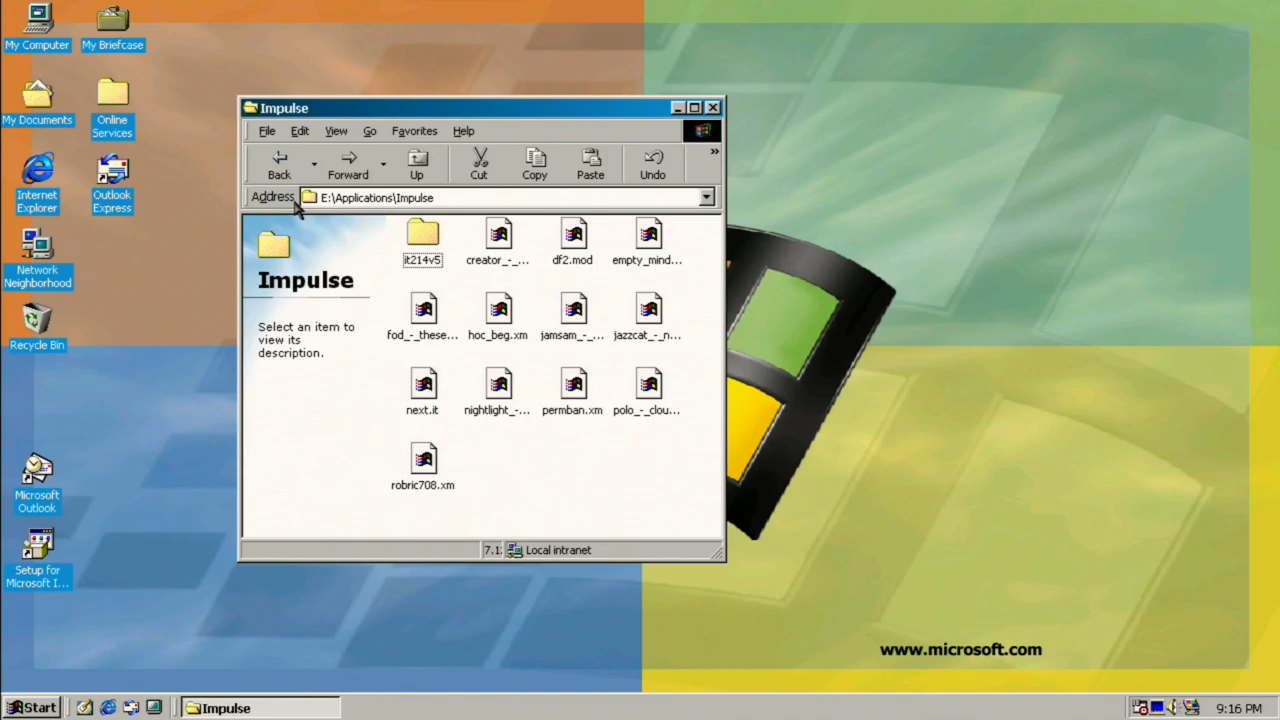 My Computer
My Briefcase
My Documents
Online
Services
Internet
Explorer
Outlook
Express
Network
Neighborhood
Recycle Bin
Microsoft
Outlook
Setup for
Microsoft I...
Impulse
File Edit View Go Favorites Help
Back Forward Up Cut Copy Paste Undo »
Address E:\Applications\Impulse
Impulse
Select an item to
view its
description.
it214v5 creator_-_... df2.mod empty_mind...
fod_-_these... hoc_beg.xm jamsam_-_... jazzcat_-_n...
next.it nightlight_-... permban.xm polo_-_clou...
robric708.xm
Local intranet
www.microsoft.com
Start Impulse 9:16 PM